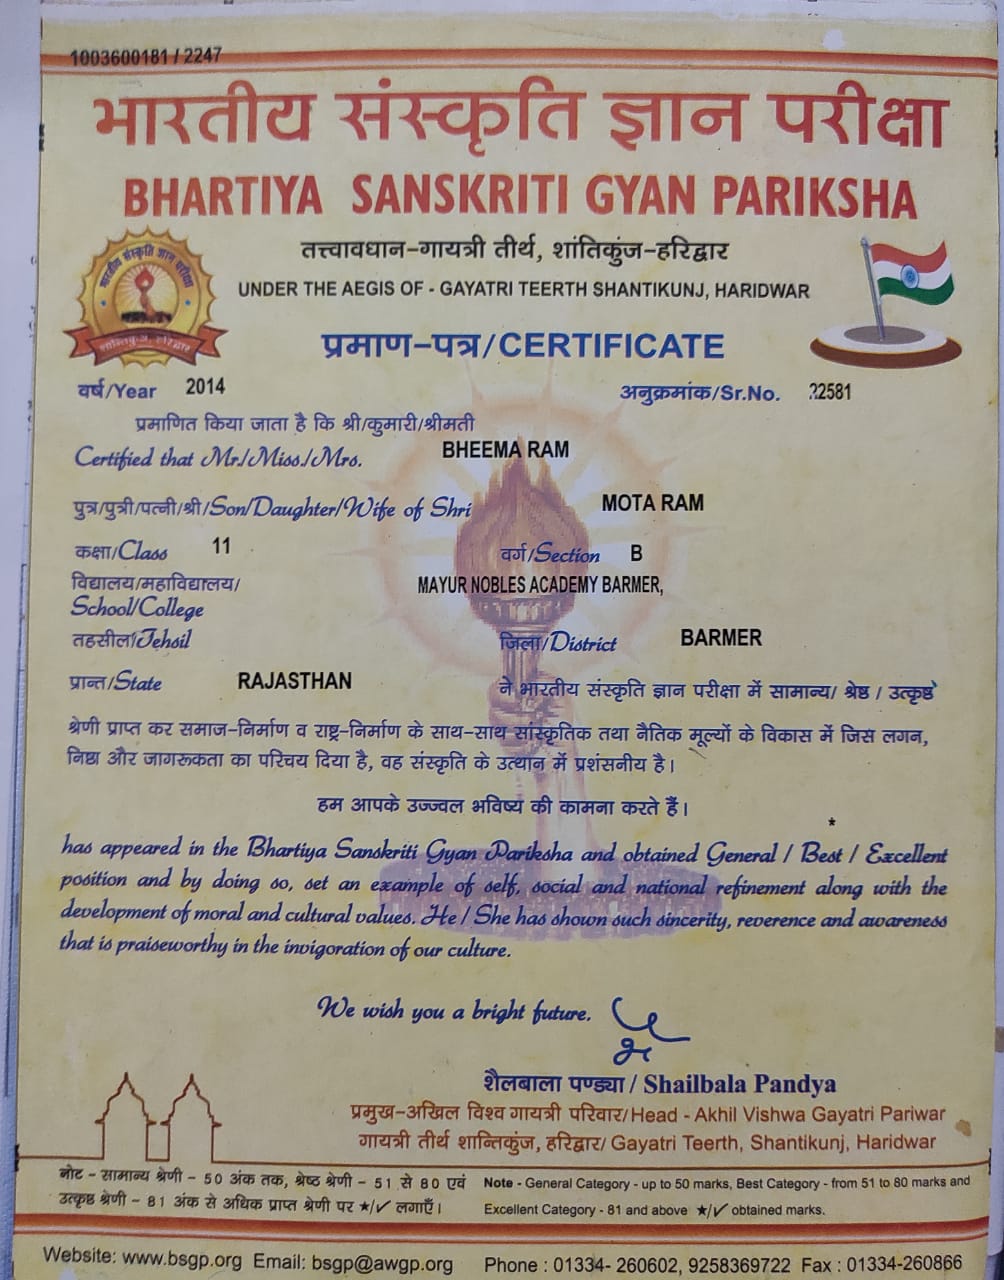 1003600181 / 2247
भारतीय संस्कृति ज्ञान परीक्षा
BHARTIYA SANSKRITI GYAN PARIKSHA
भारतीय संस्कृति ज्ञान परीक्षा
शान्तिकुंज, हरिद्वार
तत्त्वावधान-गायत्री तीर्थ, शांतिकुंज-हरिद्वार
UNDER THE AEGIS OF - GAYATRI TEERTH SHANTIKUNJ, HARIDWAR
प्रमाण-पत्र/CERTIFICATE
वर्ष/Year 2014 अनुक्रमांक/Sr.No. 22581
प्रमाणित किया जाता है कि श्री/कुमारी/श्रीमती
Certified that Mr./Miss./Mrs. BHEEMA RAM
पुत्र/पुत्री/पत्नी/श्री/Son/Daughter/Wife of Shri MOTA RAM
कक्षा/Class 11 वर्ग/Section B
विद्यालय/महाविद्यालय/
School/College MAYUR NOBLES ACADEMY BARMER,
तहसील/Tehsil जिला/District BARMER
प्रान्त/State RAJASTHAN ने भारतीय संस्कृति ज्ञान परीक्षा में सामान्य/ श्रेष्ठ / उत्कृष्ठ
श्रेणी प्राप्त कर समाज-निर्माण व राष्ट्र-निर्माण के साथ-साथ सांस्कृतिक तथा नैतिक मूल्यों के विकास में जिस लगन,
निष्ठा और जागरूकता का परिचय दिया है, वह संस्कृति के उत्थान में प्रशंसनीय है।
हम आपके उज्ज्वल भविष्य की कामना करते हैं।
*
has appeared in the Bhartiya Sanskriti Gyan Pariksha and obtained General / Best / Excellent
position and by doing so, set an example of self, social and national refinement along with the
development of moral and cultural values. He / She has shown such sincerity, reverence and awareness
that is praiseworthy in the invigoration of our culture.
We wish you a bright future.
शैलबाला पण्ड्या / Shailbala Pandya
प्रमुख-अखिल विश्व गायत्री परिवार/Head - Akhil Vishwa Gayatri Pariwar
गायत्री तीर्थ शान्तिकुंज, हरिद्वार/ Gayatri Teerth, Shantikunj, Haridwar
नोट - सामान्य श्रेणी - 50 अंक तक, श्रेष्ठ श्रेणी - 51 से 80 एवं
उत्कृष्ठ श्रेणी - 81 अंक से अधिक प्राप्त श्रेणी पर ★/✓ लगाएँ।
Note - General Category - up to 50 marks, Best Category - from 51 to 80 marks and
Excellent Category - 81 and above ★/✓ obtained marks.
Website: www.bsgp.org Email: bsgp@awgp.org Phone : 01334- 260602, 9258369722 Fax : 01334-260866